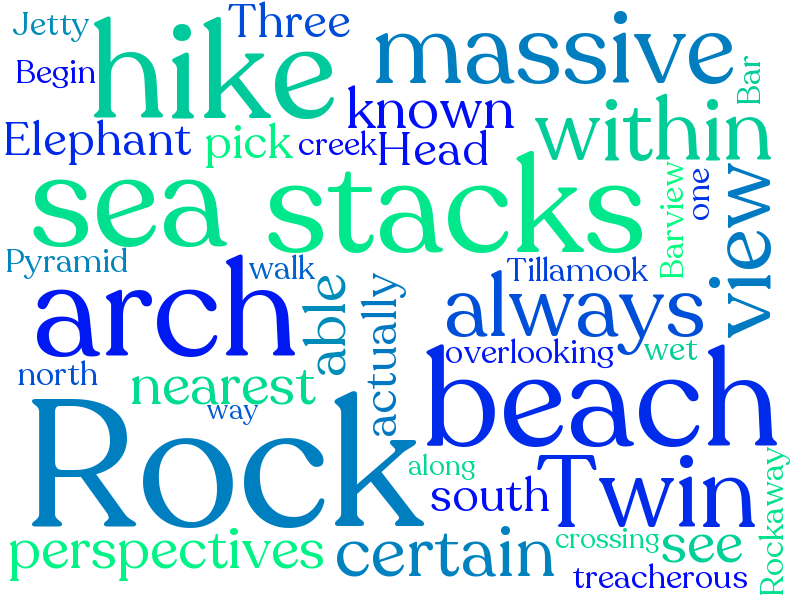 Jetty
hike
Three
massive
Bar
Begin
known
within
Elephant
pick
creek
Head
sea stacks
Barview
one
view
Pyramid
walk
Tillamook
arch
able
actually
always
overlooking
wet
north
nearest
beach
way
Rock
along
south
Twin
Rockaway
perspectives
certain
crossing
see
treacherous